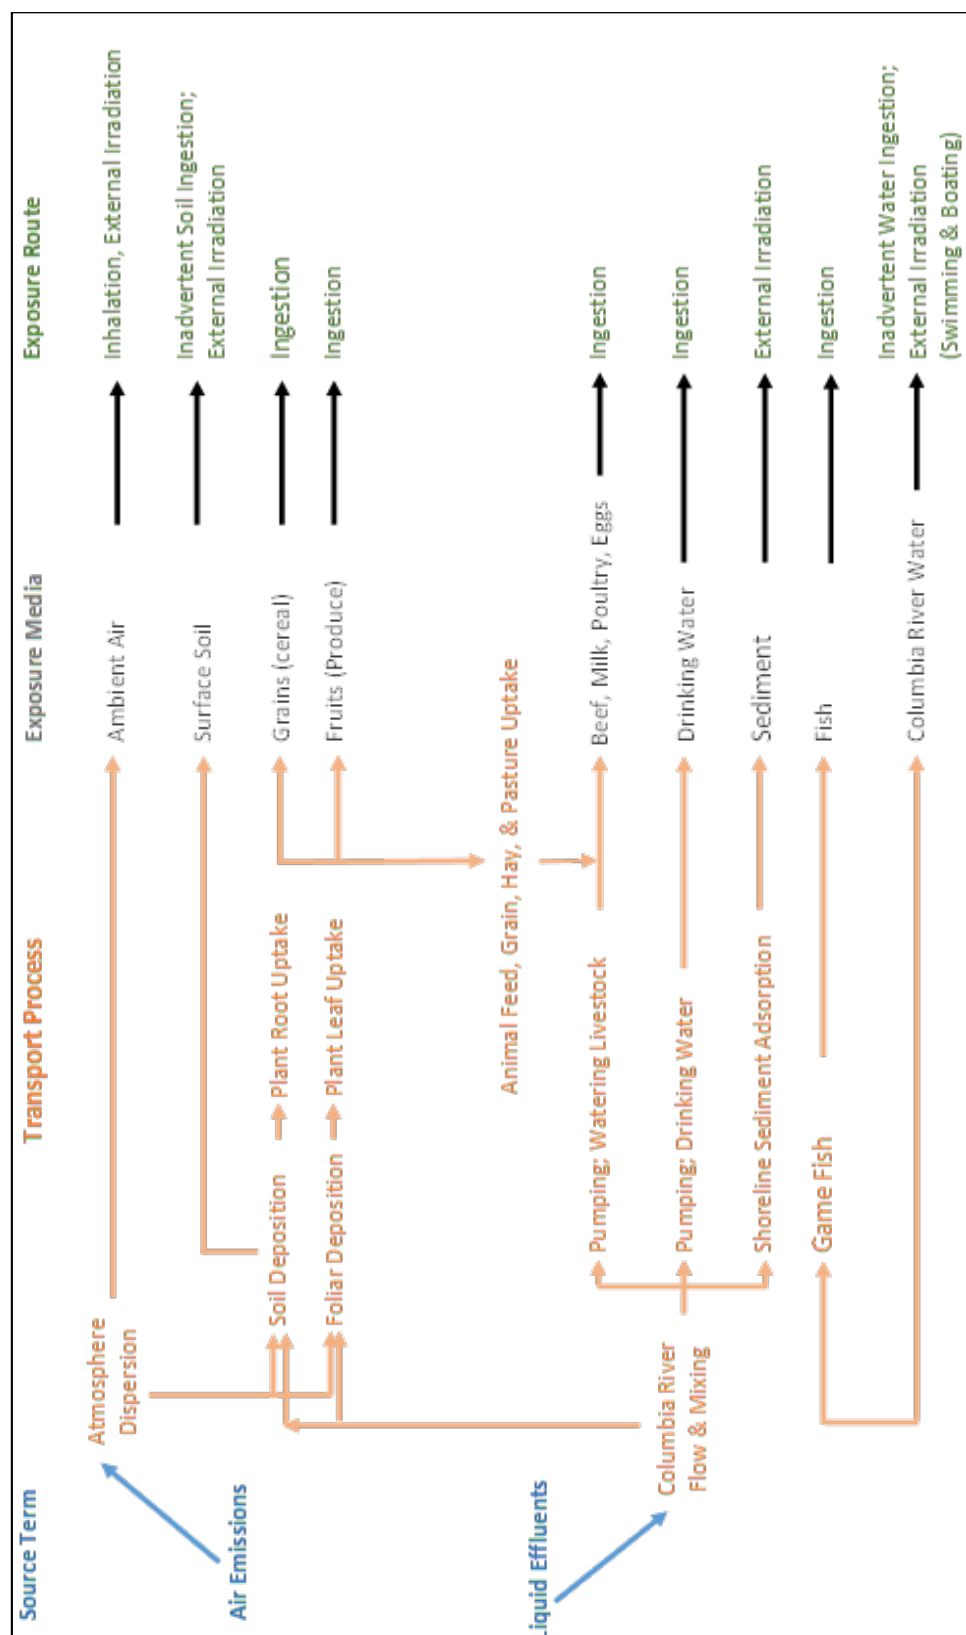 Source Term
Transport Process
Exposure Media
Exposure Route
Air Emissions
Liquid Effluents
Atmosphere
Dispersion
Ambient Air
Inhalation, External Irradiation
Surface Soil
Inadvertent Soil Ingestion;
External Irradiation
Soil Deposition
Plant Root Uptake
Grains (cereal)
Ingestion
Foliar Deposition
Plant Leaf Uptake
Fruits (Produce)
Ingestion
Animal Feed, Grain, Hay, & Pasture Uptake
Columbia River
Flow & Mixing
Pumping; Watering Livestock
Beef, Milk, Poultry, Eggs
Ingestion
Pumping; Drinking Water
Drinking Water
Ingestion
Shoreline Sediment Adsorption
Sediment
External Irradiation
Game Fish
Fish
Ingestion
Columbia River Water
Inadvertent Water Ingestion;
External Irradiation
(Swimming & Boating)